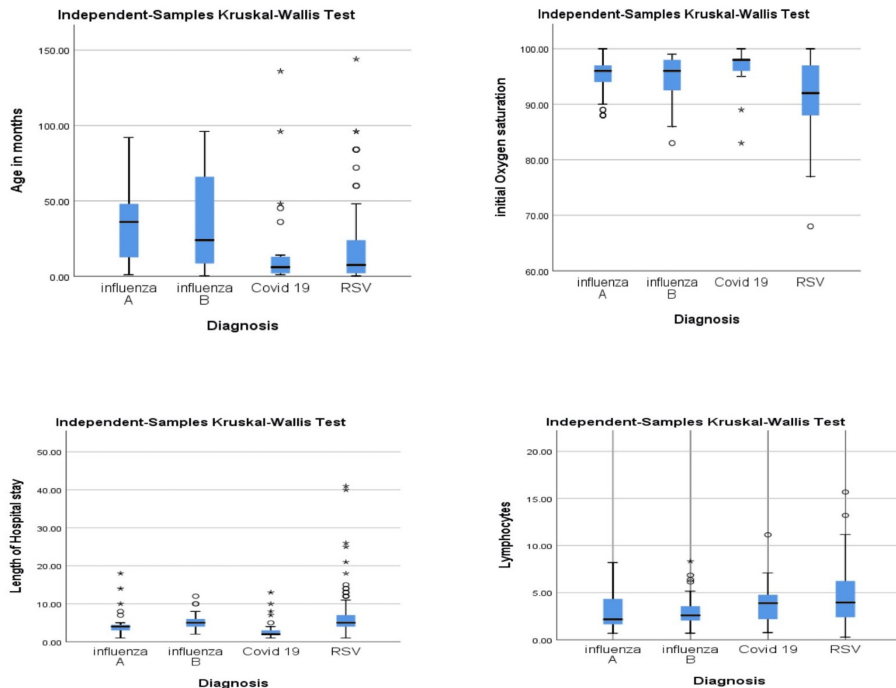 Independent-Samples Kruskal-Wallis Test
Age in months
150.00
100.00
50.00
0.00
influenza A
influenza B
Covid 19
RSV
Diagnosis
Independent-Samples Kruskal-Wallis Test
initial Oxygen saturation
100.00
90.00
80.00
70.00
60.00
influenza A
influenza B
Covid 19
RSV
Diagnosis
Independent-Samples Kruskal-Wallis Test
Length of Hospital stay
50.00
40.00
30.00
20.00
10.00
0.00
influenza A
influenza B
Covid 19
RSV
Diagnosis
Independent-Samples Kruskal-Wallis Test
Lymphocytes
20.00
15.00
10.00
5.00
0.00
influenza A
influenza B
Covid 19
RSV
Diagnosis